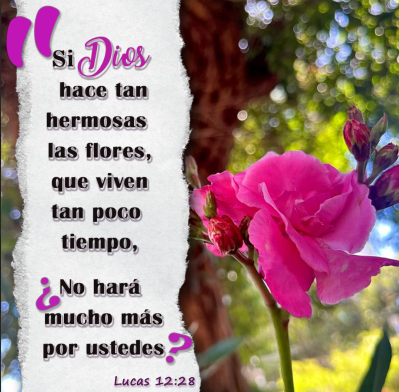 "
Si Dios
hace tan
hermosas
las flores,
que viven
tan poco
tiempo,
¿No hará
mucho más
por ustedes?
Lucas 12:28